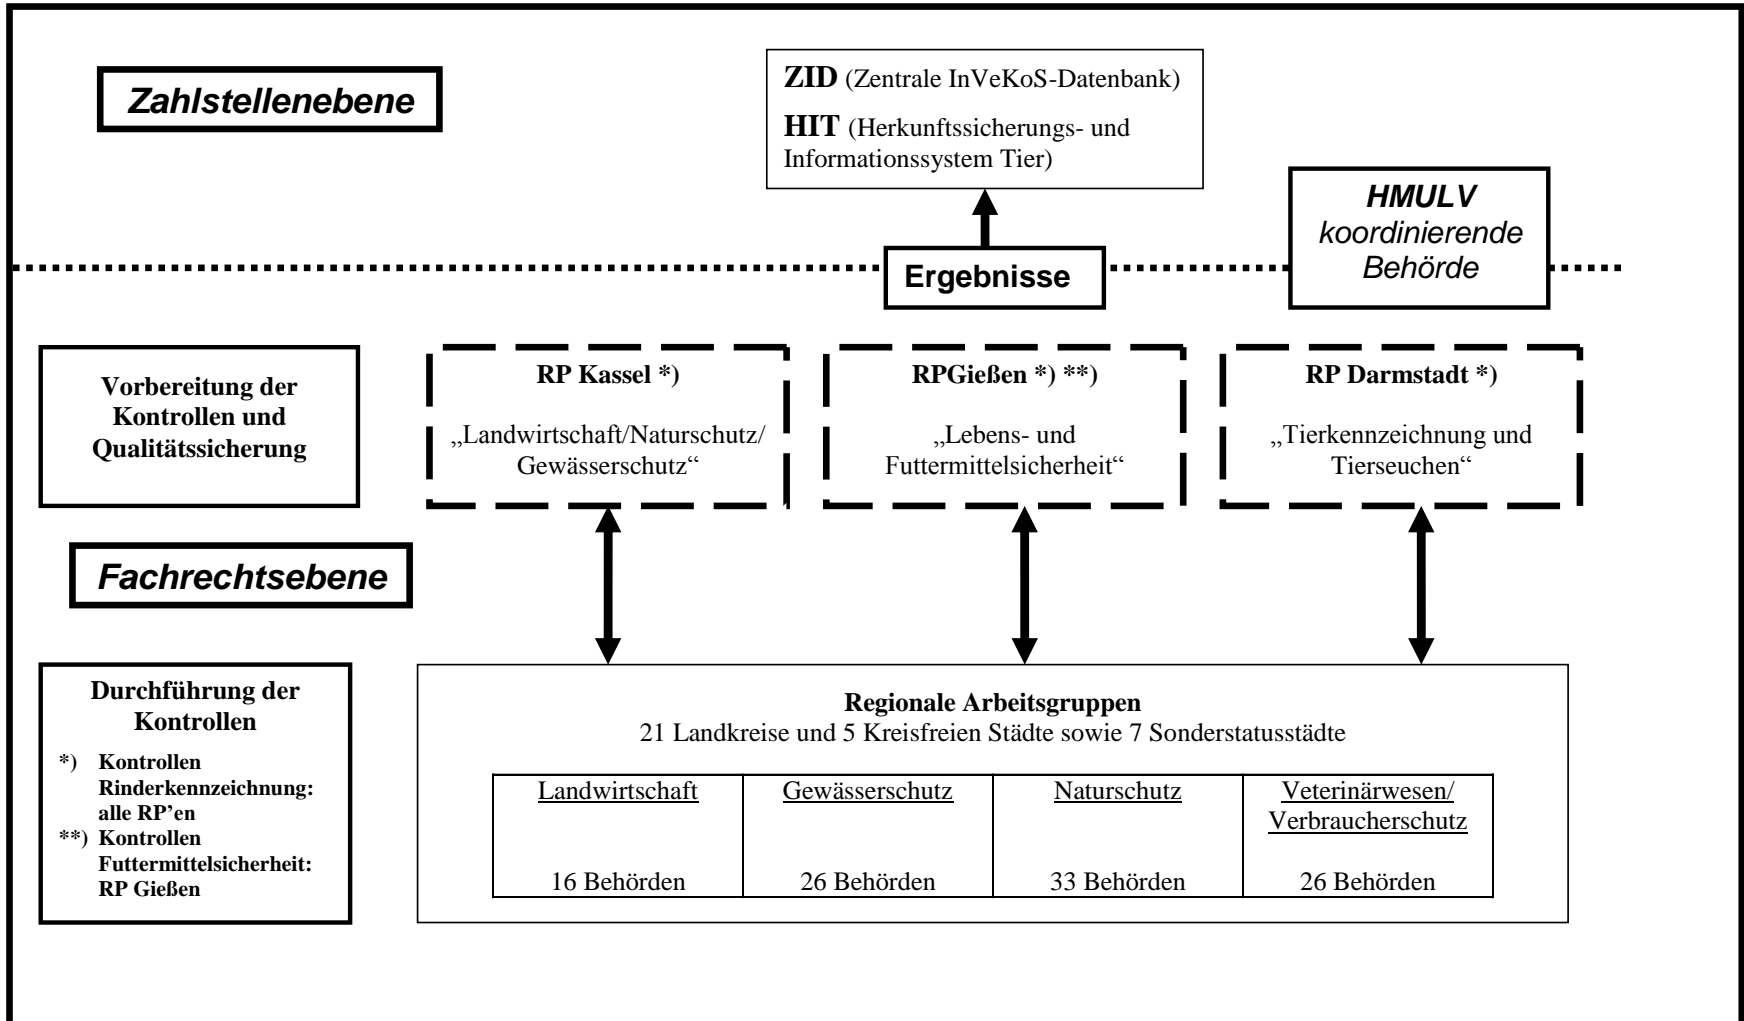 Zahlstellenebene
ZID (Zentrale InVeKoS-Datenbank)
HIT (Herkunftssicherungs- und
Informationssystem Tier)
HMULV
koordinierende
Behörde
Ergebnisse
Vorbereitung der
Kontrollen und
Qualitätssicherung
RP Kassel *)
„Landwirtschaft/Naturschutz/
Gewässerschutz“
RPGießen *) **)
„Lebens- und
Futtermittelsicherheit“
RP Darmstadt *)
„Tierkennzeichnung und
Tierseuchen“
Fachrechtsebene
Durchführung der
Kontrollen
*) Kontrollen
Rinderkennzeichnung:
alle RP’en
**) Kontrollen
Futtermittelsicherheit:
RP Gießen
Regionale Arbeitsgruppen
21 Landkreise und 5 Kreisfreien Städte sowie 7 Sonderstatusstädte
Landwirtschaft
16 Behörden
Gewässerschutz
26 Behörden
Naturschutz
33 Behörden
Veterinärwesen/
Verbraucherschutz
26 Behörden